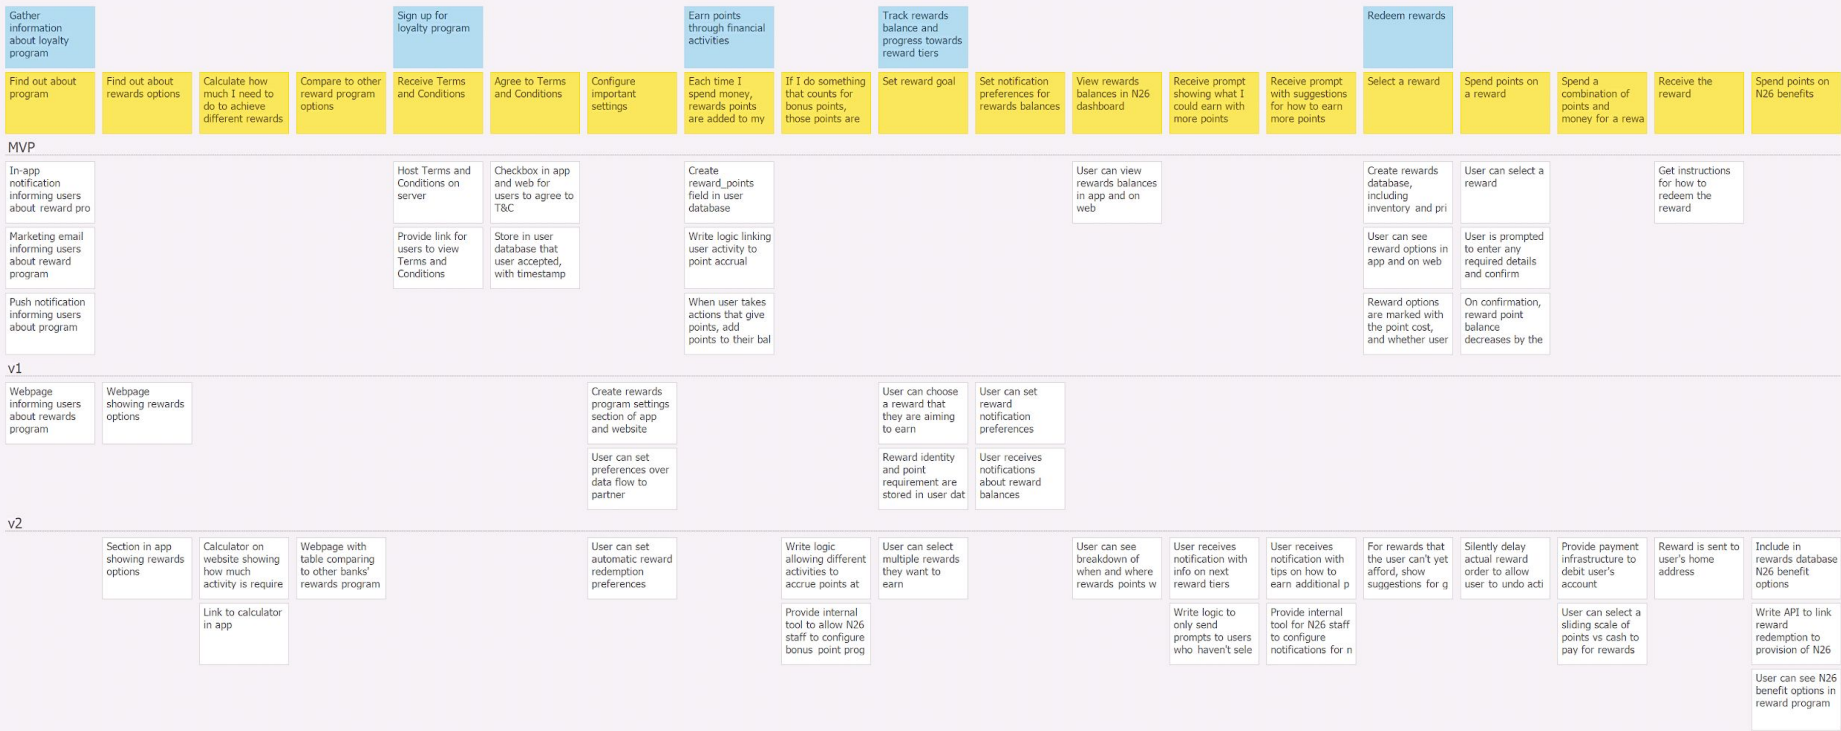 Gather
information
about loyalty
program
Sign up for
loyalty program
Earn points
through financial
activities
Track rewards
balance and
progress towards
reward tiers
Redeem rewards
Find out about
program
Find out about
rewards options
Calculate how
much I need to
do to achieve
different rewards
Compare to other
reward program
options
Receive Terms
and Conditions
Agree to Terms
and Conditions
Configure
important
settings
Each time I
spend money,
rewards points
are added to my
If I do something
that counts for
bonus points,
those points are
Set reward goal
Set notification
preferences for
rewards balances
View rewards
balances in N26
dashboard
Receive prompt
showing what I
could earn with
more points
Receive prompt
with suggestions
for how to earn
more points
Select a reward
Spend points on
a reward
Spend a
combination of
points and
money for a rewa
Receive the
reward
Spend points on
N26 benefits
MVP
In-app
notification
informing users
about reward pro
Host Terms and
Conditions on
server
Checkbox in app
and web for
users to agree to
T&C
Create
reward_points
field in user
database
User can view
rewards balances
in app and on
web
Create rewards
database,
including
inventory and pri
User can select a
reward
Get instructions
for how to
redeem the
reward
Marketing email
informing users
about reward
program
Provide link for
users to view
Terms and
Conditions
Store in user
database that
user accepted,
with timestamp
Write logic linking
user activity to
point accrual
User can see
reward options in
app and on web
User is prompted
to enter any
required details
and confirm
Push notification
informing users
about program
When user takes
actions that give
points, add
points to their bal
Reward options
are marked with
the point cost,
and whether user
On confirmation,
reward point
balance
decreases by the
v1
Webpage
informing users
about rewards
program
Webpage
showing rewards
options
Create rewards
program settings
section of app
and website
User can choose
a reward that
they are aiming
to earn
User can set
reward
notification
preferences
User can set
preferences over
data flow to
partner
Reward identity
and point
requirement are
stored in user dat
User receives
notifications
about reward
balances
v2
Section in app
showing rewards
options
Calculator on
website showing
how much
activity is require
Webpage with
table comparing
to other banks'
rewards program
User can set
automatic reward
redemption
preferences
Write logic
allowing different
activities to
accrue points at
User can select
multiple rewards
they want to
earn
User can see
breakdown of
when and where
rewards points w
User receives
notification with
info on next
reward tiers
User receives
notification with
tips on how to
earn additional p
For rewards that
the user can't yet
afford, show
suggestions for g
Silently delay
actual reward
order to allow
user to undo acti
Provide payment
infrastructure to
debit user's
account
Reward is sent to
user's home
address
Include in
rewards database
N26 benefit
options
Link to calculator
in app
Provide internal
tool to allow N26
staff to configure
bonus point prog
Write logic to
only send
prompts to users
who haven't sele
Provide internal
tool for N26 staff
to configure
notifications for n
User can select a
sliding scale of
points vs cash to
pay for rewards
Write API to link
reward
redemption to
provision of N26
User can see N26
benefit options in
reward program